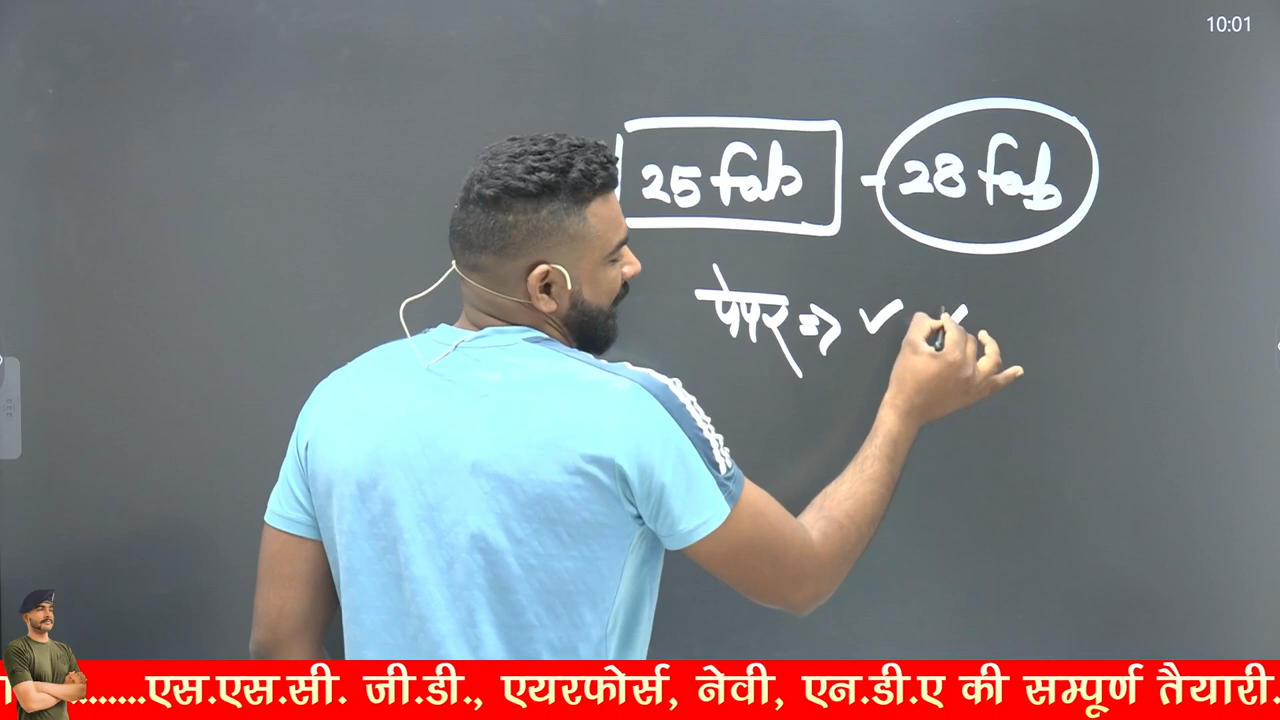 10:01
25 fab - 28 fab
पेपर => ✓ ✓
.......एस.एस.सी. जी.डी., एयरफोर्स, नेवी, एन.डी.ए की सम्पूर्ण तैयारी.